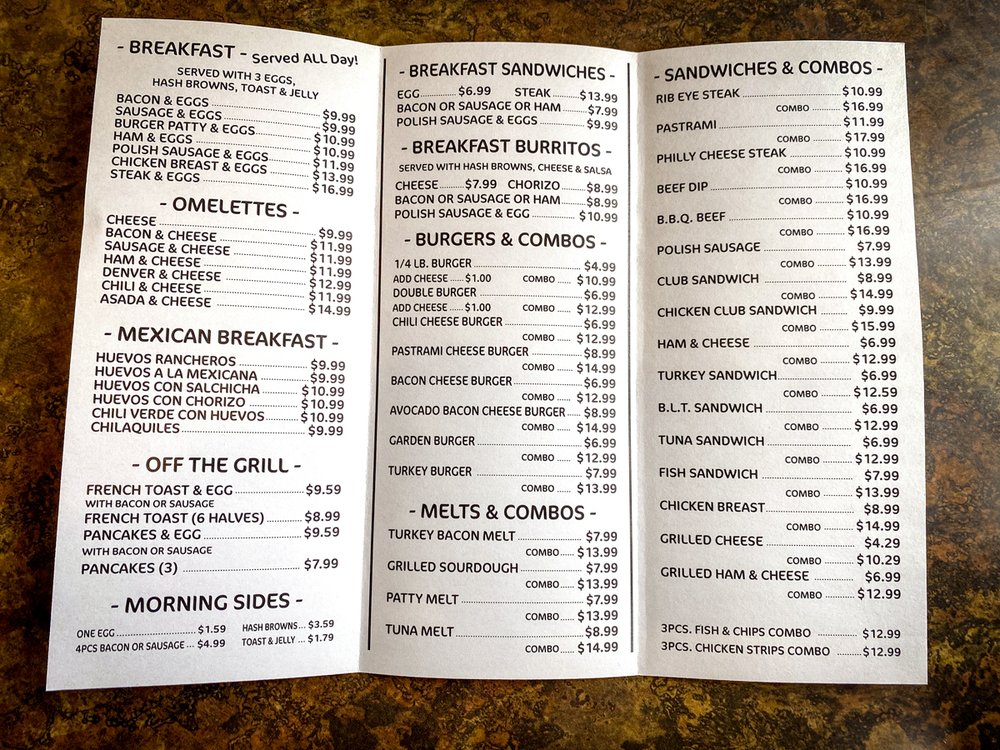 - BREAKFAST - Served ALL Day!
SERVED WITH 3 EGGS,
HASH BROWNS, TOAST & JELLY
BACON & EGGS $9.99
SAUSAGE & EGGS $9.99
BURGER PATTY & EGGS $10.99
HAM & EGGS $10.99
POLISH SAUSAGE & EGGS $11.99
CHICKEN BREAST & EGGS $13.99
STEAK & EGGS $16.99
- OMELETTES -
CHEESE $9.99
BACON & CHEESE $11.99
SAUSAGE & CHEESE $11.99
HAM & CHEESE $11.99
DENVER & CHEESE $12.99
CHILI & CHEESE $11.99
ASADA & CHEESE $14.99
- MEXICAN BREAKFAST -
HUEVOS RANCHEROS $9.99
HUEVOS A LA MEXICANA $9.99
HUEVOS CON SALCHICHA $10.99
HUEVOS CON CHORIZO $10.99
CHILI VERDE CON HUEVOS $10.99
CHILAQUILES $9.99
- OFF THE GRILL -
FRENCH TOAST & EGG $9.59
WITH BACON OR SAUSAGE
FRENCH TOAST (6 HALVES) $8.99
PANCAKES & EGG $9.59
WITH BACON OR SAUSAGE
PANCAKES (3) $7.99
- MORNING SIDES -
ONE EGG $1.59 HASH BROWNS... $3.59
4PCS BACON OR SAUSAGE ... $4.99 TOAST & JELLY ... $1.79
- BREAKFAST SANDWICHES -
EGG $6.99 STEAK $13.99
BACON OR SAUSAGE OR HAM $7.99
POLISH SAUSAGE & EGGS $9.99
- BREAKFAST BURRITOS -
SERVED WITH HASH BROWNS, CHEESE & SALSA
CHEESE $7.99 CHORIZO $8.99
BACON OR SAUSAGE OR HAM $8.99
POLISH SAUSAGE & EGG $10.99
- BURGERS & COMBOS -
1/4 LB. BURGER $4.99
ADD CHEESE ..... $1.00 COMBO ..... $10.99
DOUBLE BURGER $6.99
ADD CHEESE ..... $1.00 COMBO ..... $12.99
CHILI CHEESE BURGER $6.99
COMBO ..... $12.99
PASTRAMI CHEESE BURGER $8.99
COMBO ..... $14.99
BACON CHEESE BURGER $6.99
COMBO ..... $12.99
AVOCADO BACON CHEESE BURGER ..... $8.99
COMBO ..... $14.99
GARDEN BURGER $6.99
COMBO ..... $12.99
TURKEY BURGER $7.99
COMBO ..... $13.99
- MELTS & COMBOS -
TURKEY BACON MELT $7.99
COMBO..... $13.99
GRILLED SOURDOUGH $7.99
COMBO..... $13.99
PATTY MELT $7.99
COMBO..... $13.99
TUNA MELT $8.99
COMBO..... $14.99
- SANDWICHES & COMBOS -
RIB EYE STEAK $10.99
COMBO $16.99
PASTRAMI $11.99
COMBO $17.99
PHILLY CHEESE STEAK $10.99
COMBO $16.99
BEEF DIP $10.99
COMBO $16.99
B.B.Q. BEEF $10.99
COMBO $16.99
POLISH SAUSAGE $7.99
COMBO $13.99
CLUB SANDWICH $8.99
COMBO $14.99
CHICKEN CLUB SANDWICH $9.99
COMBO $15.99
HAM & CHEESE $6.99
COMBO $12.99
TURKEY SANDWICH $6.99
COMBO $12.59
B.L.T. SANDWICH $6.99
COMBO $12.99
TUNA SANDWICH $6.99
COMBO $12.99
FISH SANDWICH $7.99
COMBO $13.99
CHICKEN BREAST $8.99
COMBO $14.99
GRILLED CHEESE $4.29
COMBO $10.29
GRILLED HAM & CHEESE $6.99
COMBO $12.99
3PCS. FISH & CHIPS COMBO $12.99
3PCS. CHICKEN STRIPS COMBO $12.99